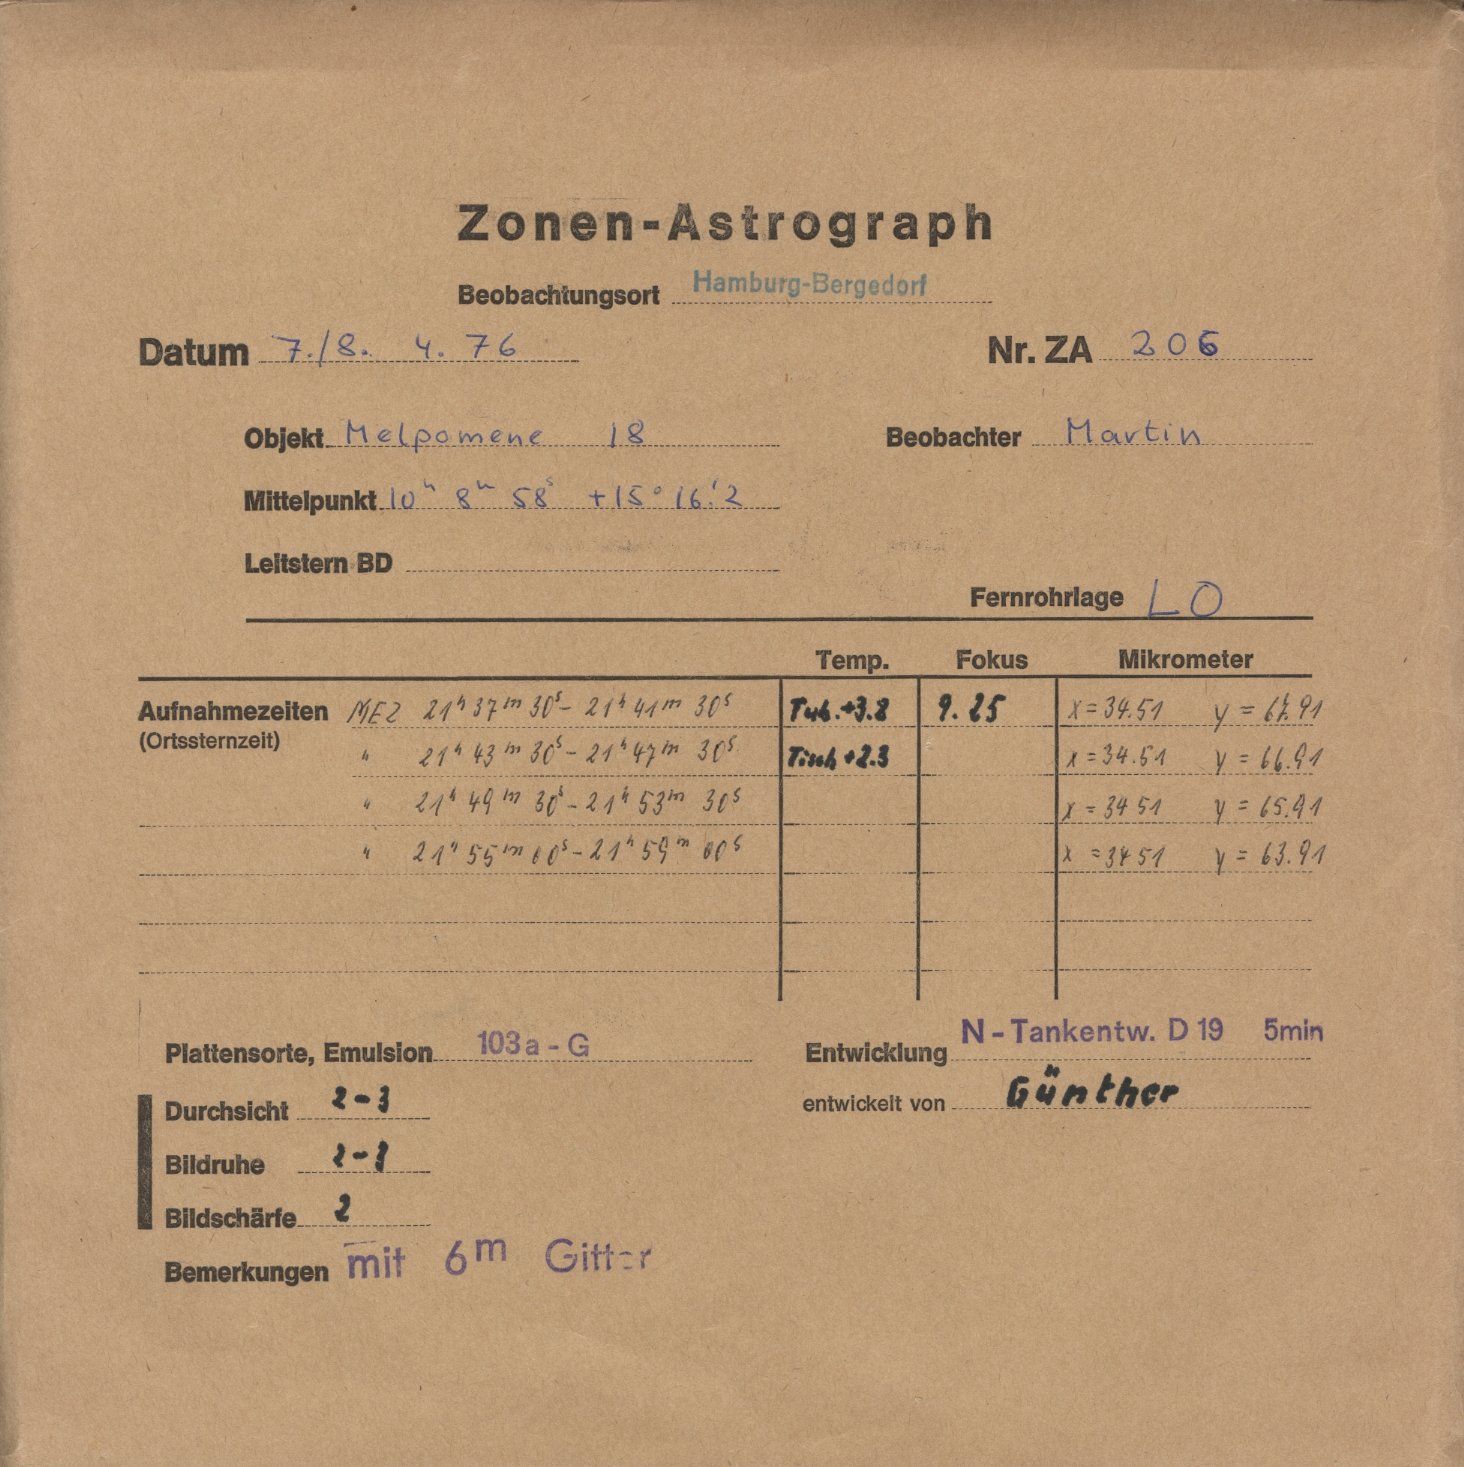 Zonen-Astrograph
Beobachtungsort Hamburg-Bergedorf
Datum 7./8. 4. 76 Nr. ZA 206
Objekt Melpomene 18 Beobachter Martin
Mittelpunkt 10h 8m 58s +15° 16!2
Leitstern BD
Fernrohrlage LO
Temp. Fokus Mikrometer
Aufnahmezeiten MEZ 21h 37m 30s - 21h 41m 30s Tub. +3.8 9.25 x = 34.51 y = 67.91
(Ortssternzeit) " 21h 43m 30s - 21h 47m 30s Tisch +2.3 x = 34.51 y = 66.91
" 21h 49m 30s - 21h 53m 30s x = 34 51 y = 65.91
" 21h 55m 00s - 21h 59m 00s x = 34 51 y = 63.91
Plattensorte, Emulsion 103a-G Entwicklung N-Tankentw. D 19 5min
Durchsicht 2-3 entwickelt von Günther
Bildruhe 2-3
Bildschärfe 2
Bemerkungen mit 6m Gitter